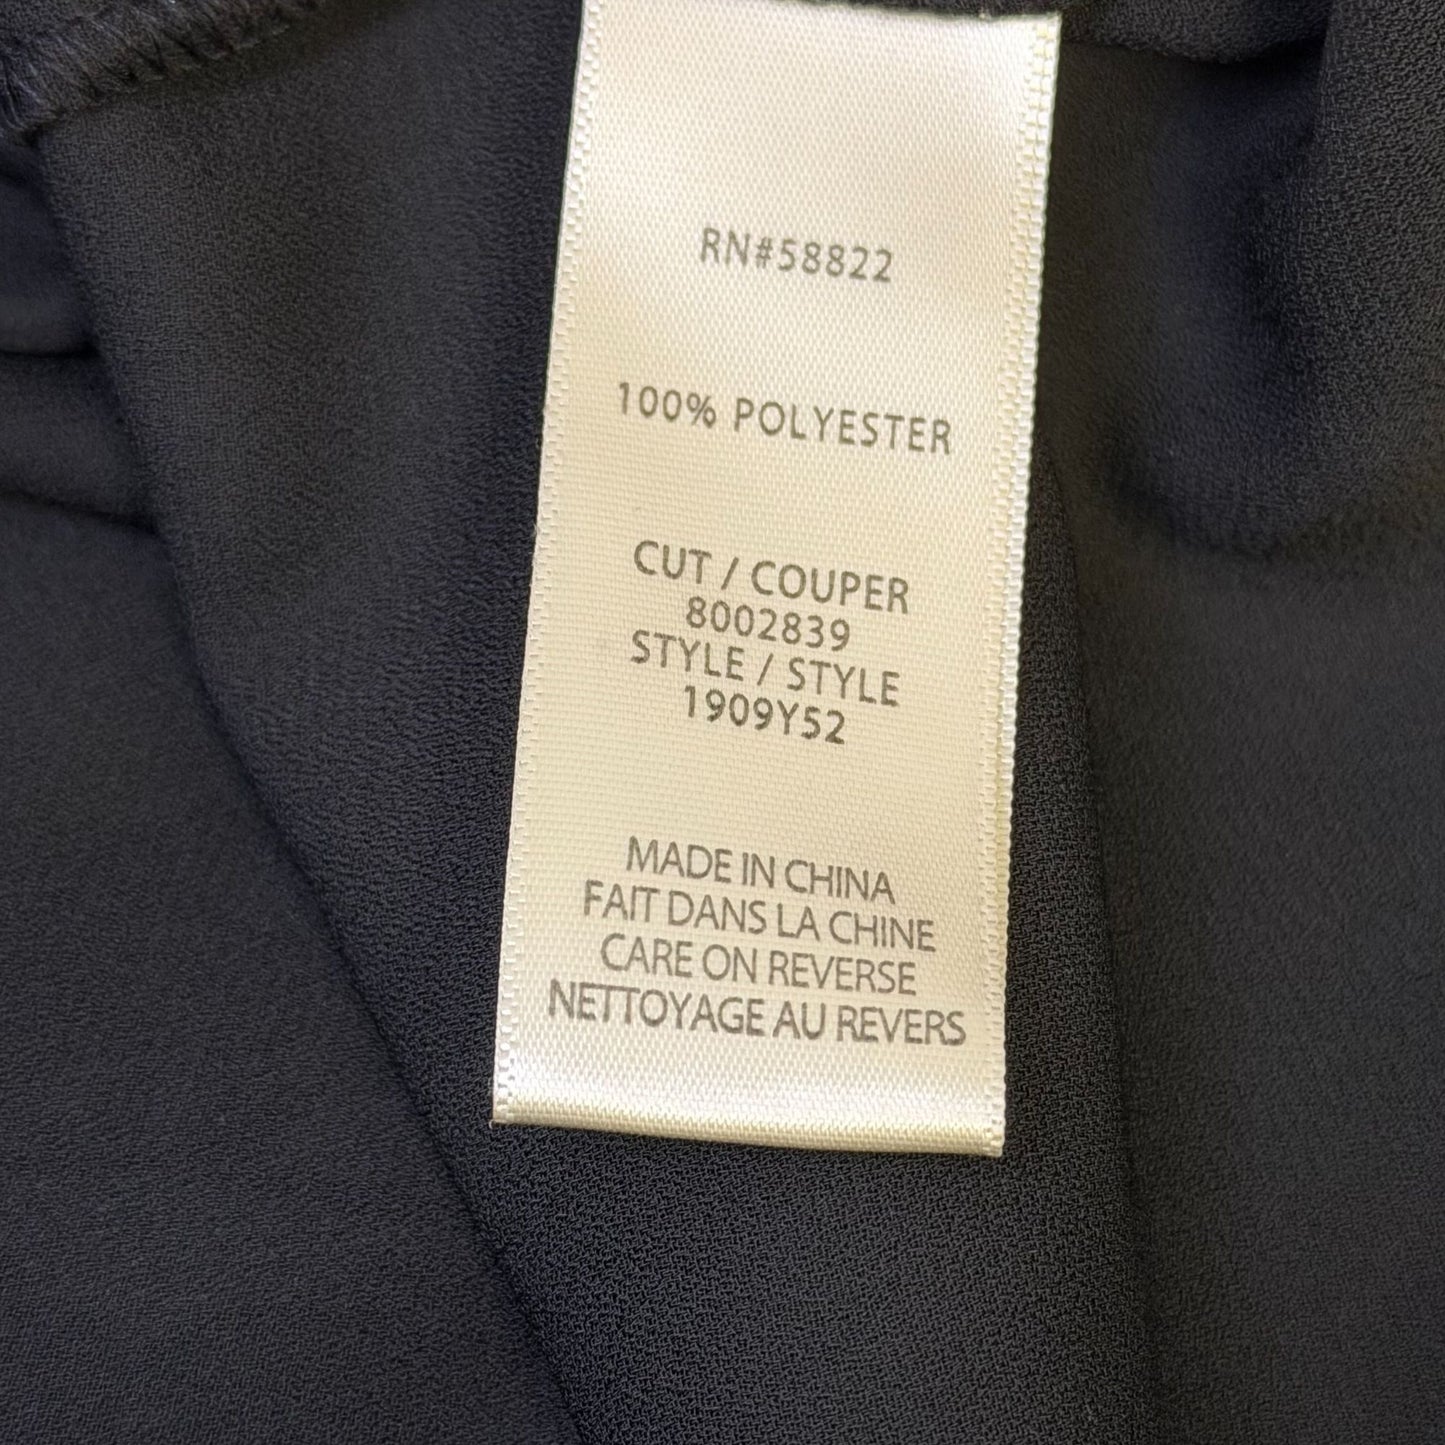 RN#58822
100% POLYESTER
CUT / COUPER
8002839
STYLE / STYLE
1909Y52
MADE IN CHINA
FAIT DANS LA CHINE
CARE ON REVERSE
NETTOYAGE AU REVERS